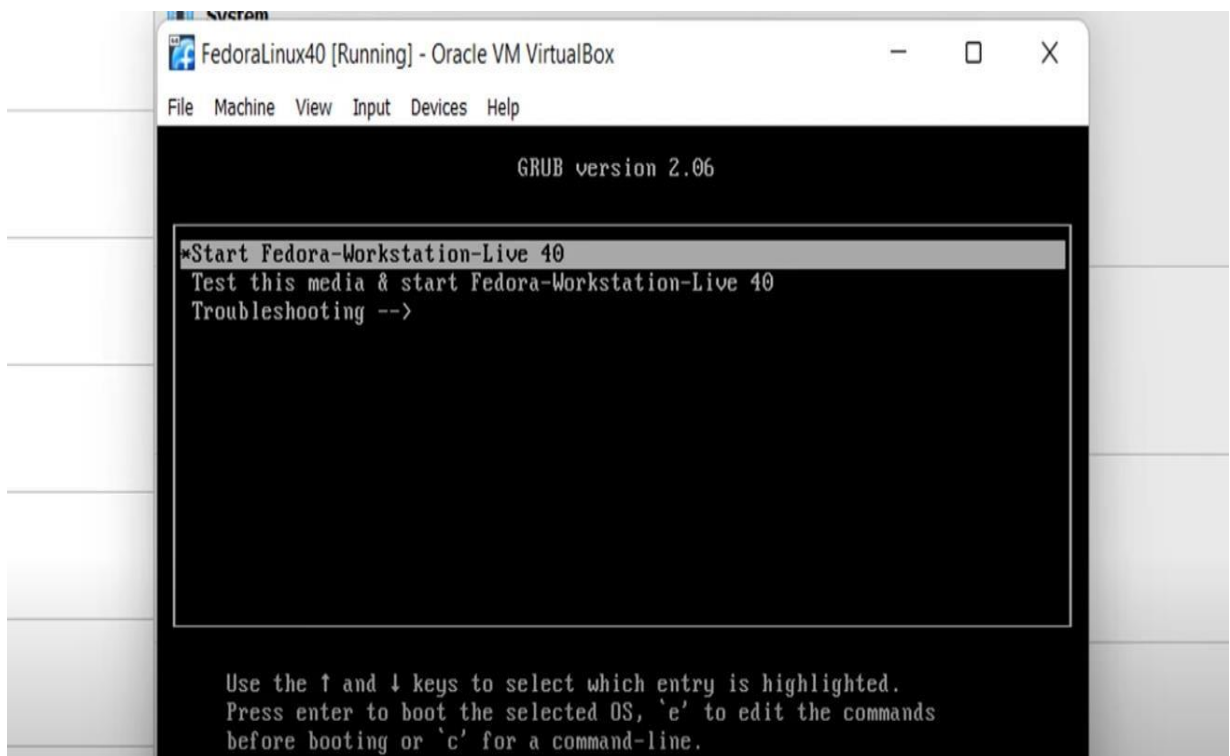 System
FedoraLinux40 [Running] - Oracle VM VirtualBox
File Machine View Input Devices Help
GRUB version 2.06
*Start Fedora-Workstation-Live 40
Test this media & start Fedora-Workstation-Live 40
Troubleshooting -->
Use the ↑ and ↓ keys to select which entry is highlighted.
Press enter to boot the selected OS, `e' to edit the commands
before booting or `c' for a command-line.